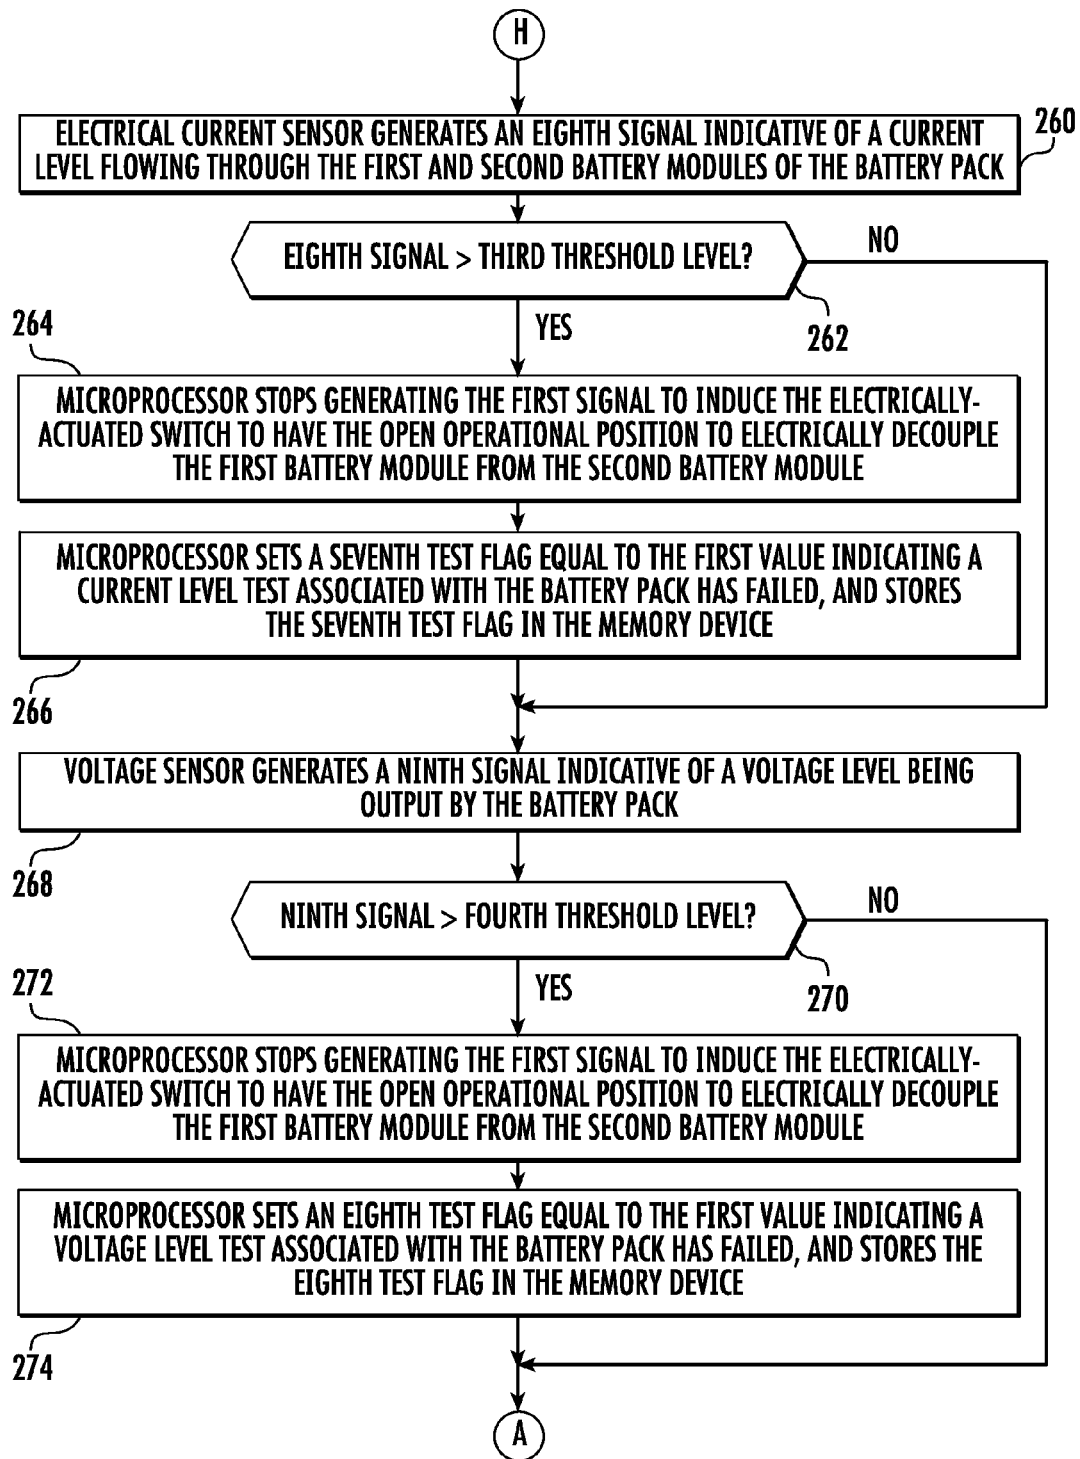 H
ELECTRICAL CURRENT SENSOR GENERATES AN EIGHTH SIGNAL INDICATIVE OF A CURRENT
LEVEL FLOWING THROUGH THE FIRST AND SECOND BATTERY MODULES OF THE BATTERY PACK
260
EIGHTH SIGNAL > THIRD THRESHOLD LEVEL?
NO
262
YES
264
MICROPROCESSOR STOPS GENERATING THE FIRST SIGNAL TO INDUCE THE ELECTRICALLY-
ACTUATED SWITCH TO HAVE THE OPEN OPERATIONAL POSITION TO ELECTRICALLY DECOUPLE
THE FIRST BATTERY MODULE FROM THE SECOND BATTERY MODULE
MICROPROCESSOR SETS A SEVENTH TEST FLAG EQUAL TO THE FIRST VALUE INDICATING A
CURRENT LEVEL TEST ASSOCIATED WITH THE BATTERY PACK HAS FAILED, AND STORES
THE SEVENTH TEST FLAG IN THE MEMORY DEVICE
266
VOLTAGE SENSOR GENERATES A NINTH SIGNAL INDICATIVE OF A VOLTAGE LEVEL BEING
OUTPUT BY THE BATTERY PACK
268
NINTH SIGNAL > FOURTH THRESHOLD LEVEL?
NO
270
YES
272
MICROPROCESSOR STOPS GENERATING THE FIRST SIGNAL TO INDUCE THE ELECTRICALLY-
ACTUATED SWITCH TO HAVE THE OPEN OPERATIONAL POSITION TO ELECTRICALLY DECOUPLE
THE FIRST BATTERY MODULE FROM THE SECOND BATTERY MODULE
MICROPROCESSOR SETS AN EIGHTH TEST FLAG EQUAL TO THE FIRST VALUE INDICATING A
VOLTAGE LEVEL TEST ASSOCIATED WITH THE BATTERY PACK HAS FAILED, AND STORES THE
EIGHTH TEST FLAG IN THE MEMORY DEVICE
274
A